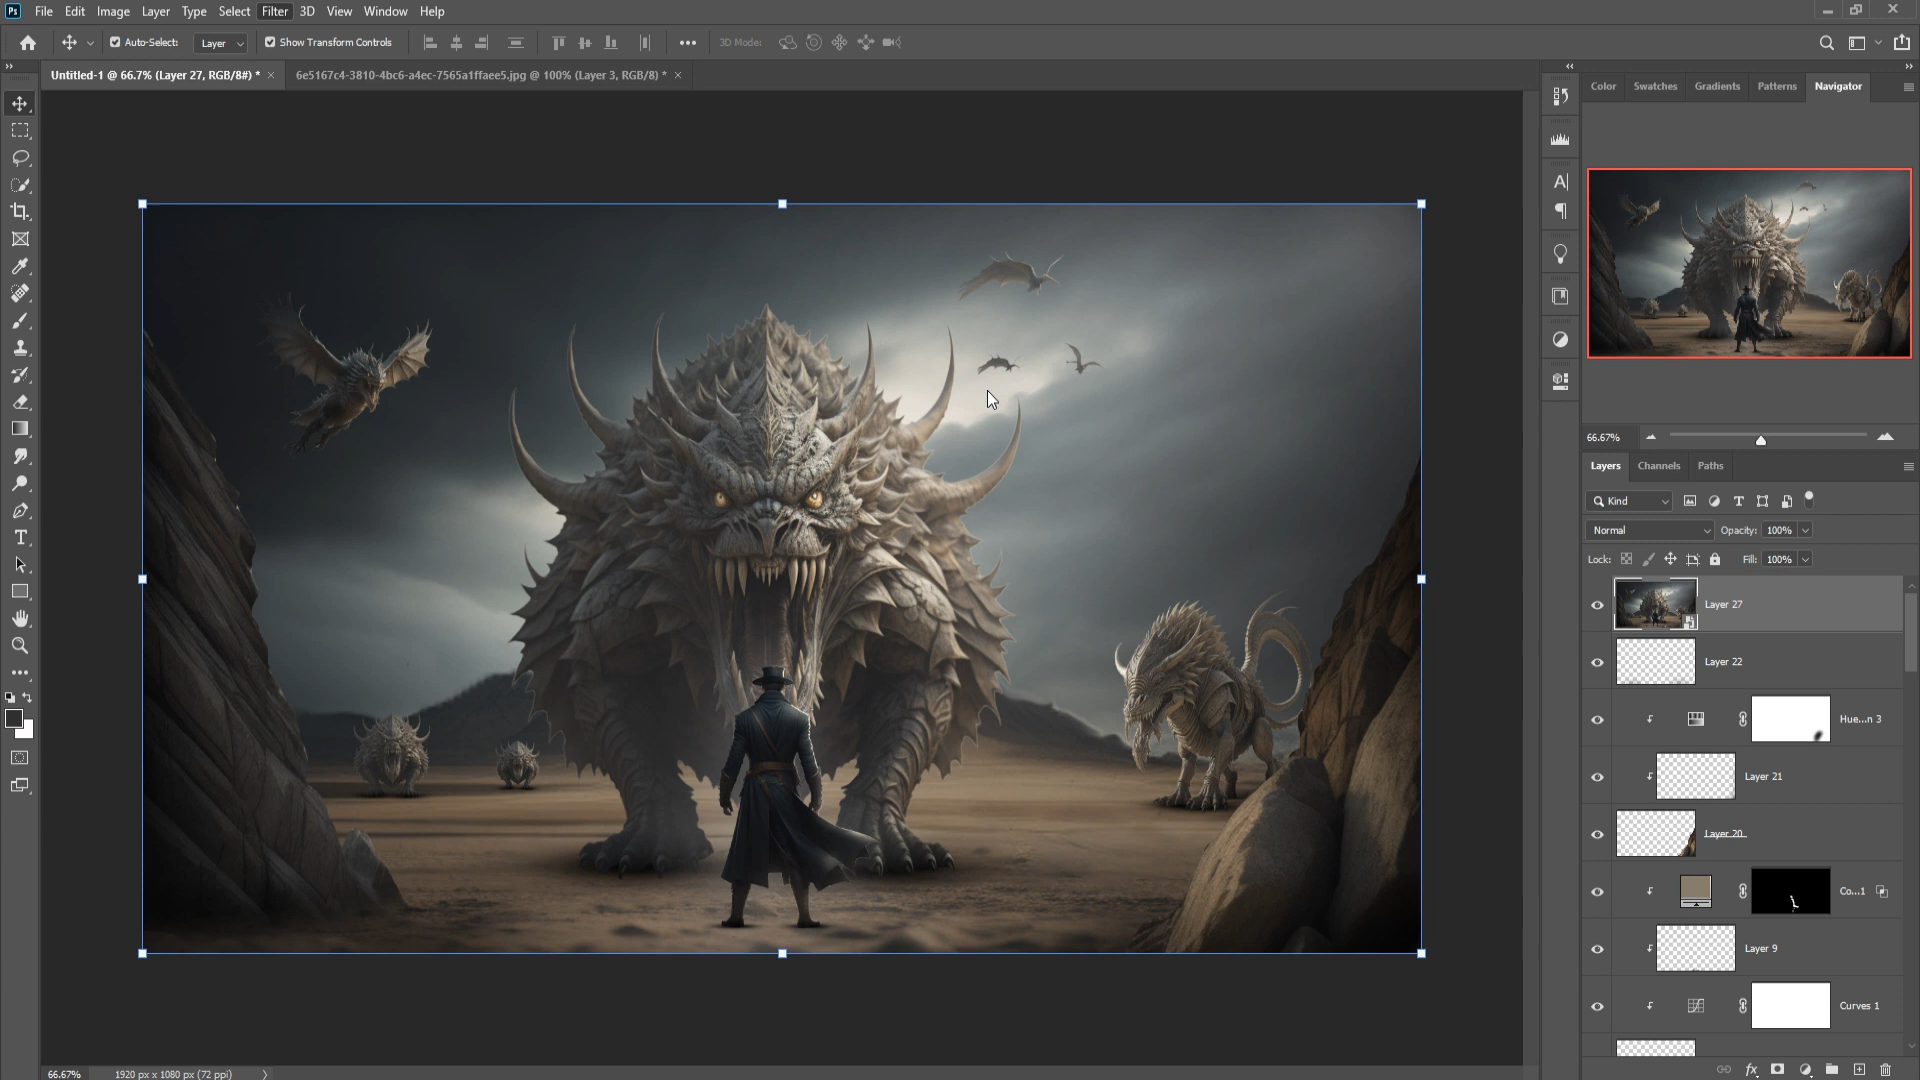 Ps File Edit Image Layer Type Select Filter 3D View Window Help
Auto-Select: Layer Show Transform Controls 3D Mode:
Untitled-1 @ 66.7% (Layer 27, RGB/8#) * × 6e5167c4-3810-4bc6-a4ec-7565a1ffaee5.jpg @ 100% (Layer 3, RGB/8) * ×
Color Swatches Gradients Patterns Navigator
66.67%
Layers Channels Paths
Kind
Normal Opacity: 100%
Lock: Fill: 100%
Layer 27
Layer 22
Hue...n 3
Layer 21
Layer 20
Co...1
Layer 9
Curves 1
66.67% 1920 px x 1080 px (72 ppi)